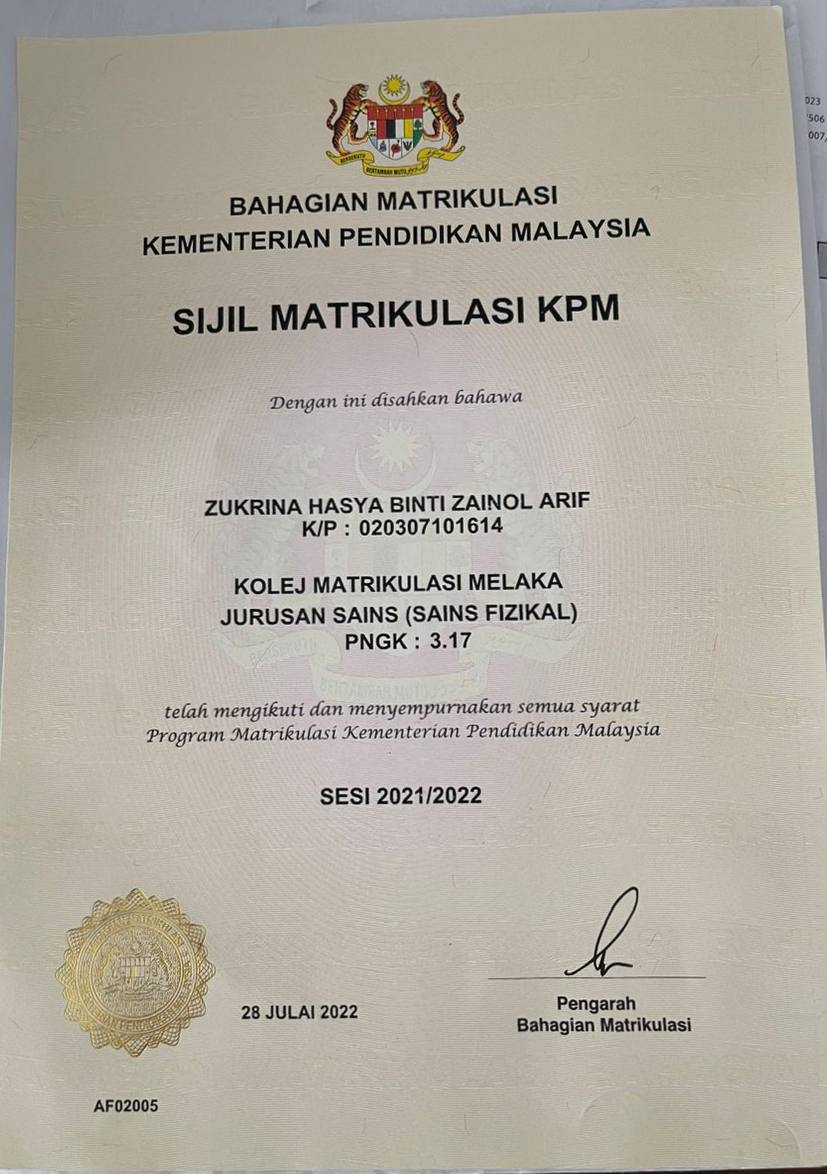 BERSEKUTU
BERTAMBAH MUTU
BAHAGIAN MATRIKULASI
KEMENTERIAN PENDIDIKAN MALAYSIA
SIJIL MATRIKULASI KPM
Dengan ini disahkan bahawa
ZUKRINA HASYA BINTI ZAINOL ARIF
K/P : 020307101614
KOLEJ MATRIKULASI MELAKA
JURUSAN SAINS (SAINS FIZIKAL)
PNGK : 3.17
telah mengikuti dan menyempurnakan semua syarat
Program Matrikulasi Kementerian Pendidikan Malaysia
SESI 2021/2022
28 JULAI 2022
Pengarah
Bahagian Matrikulasi
AF02005
023
506
007,